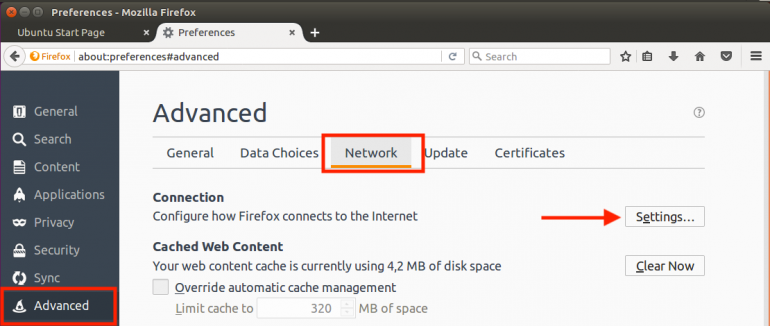 Preferences - Mozilla Firefox
Ubuntu Start Page
Preferences
Firefox
about:preferences#advanced
Search
General
Search
Content
Applications
Privacy
Security
Sync
Advanced
Advanced
General
Data Choices
Network
Update
Certificates
Connection
Configure how Firefox connects to the Internet
Settings...
Cached Web Content
Your web content cache is currently using 4,2 MB of disk space
Clear Now
Override automatic cache management
Limit cache to 320 MB of space